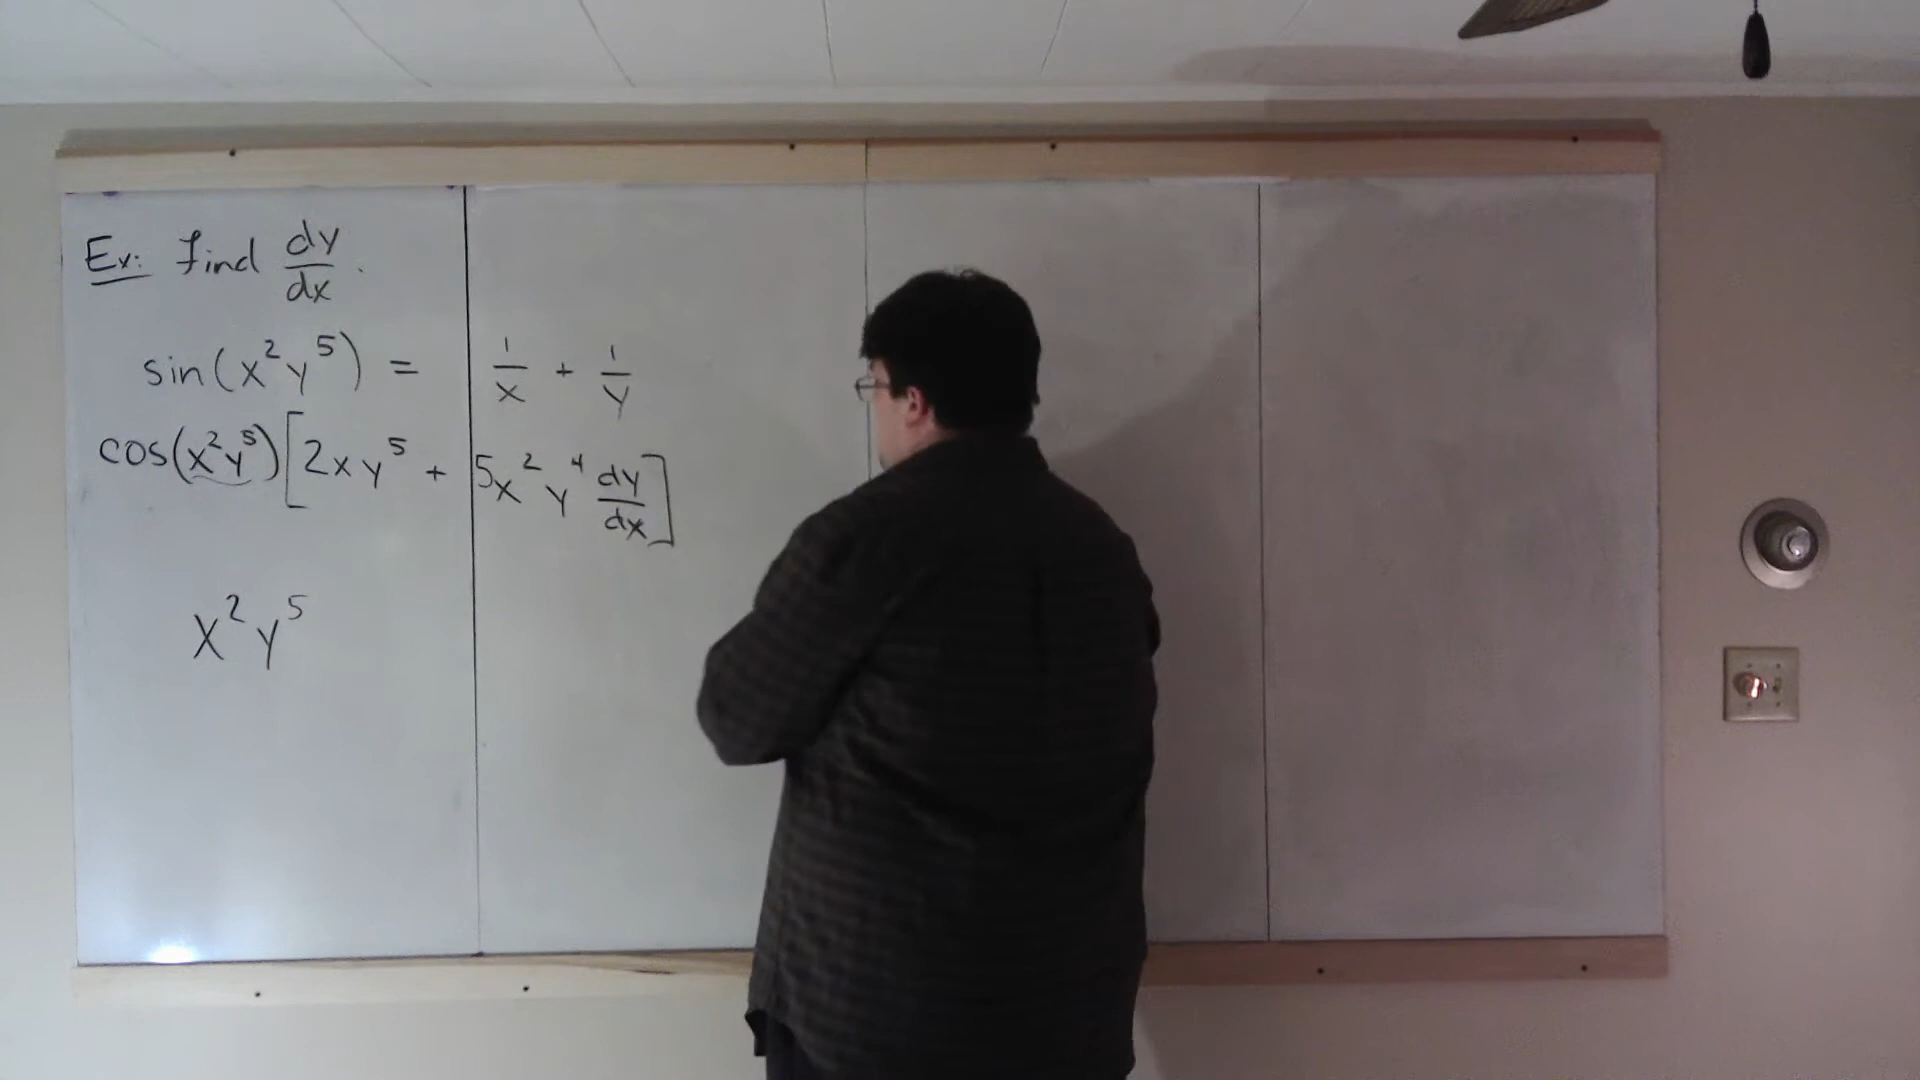 Ex: Find dy/dx.
sin(x²y⁵) = 1/x + 1/y
cos(x²y⁵)[2xy⁵ + 5x²y⁴ dy/dx]
x²y⁵